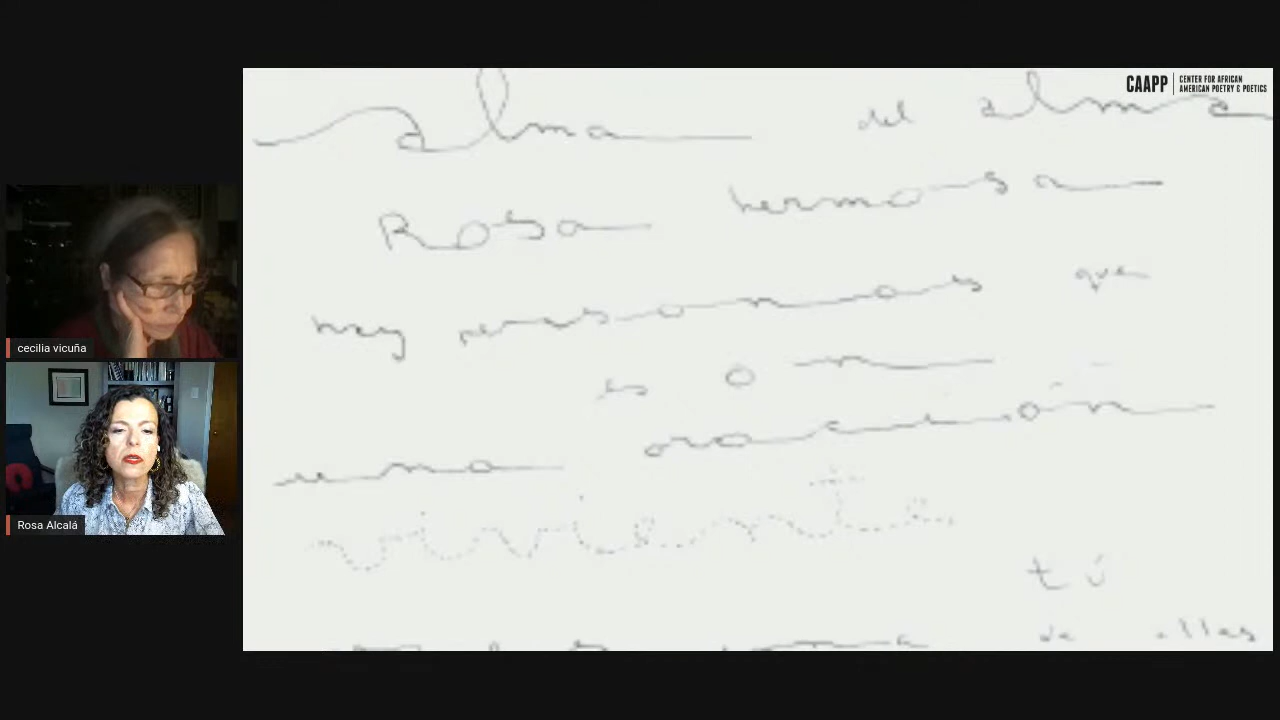 CAAPP | CENTER FOR AFRICAN
AMERICAN POETRY & POETICS
alma del alma
Rosa hermosa
hay personas que
es on
una oración
viviente
tú
de ellas
cecilia vicuña
Rosa Alcalá